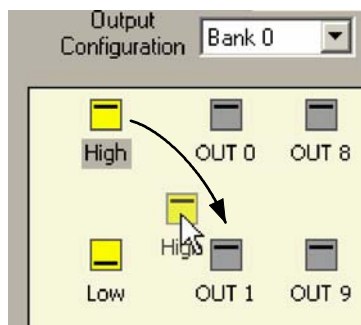 Output
Configuration
Bank 0
High OUT 0 OUT 8
High
Low OUT 1 OUT 9